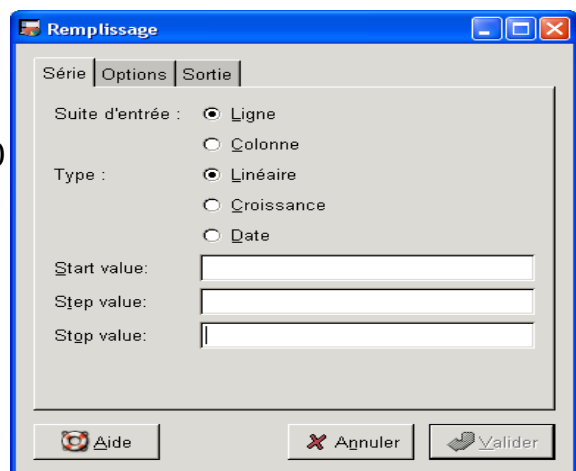 Remplissage
Série Options Sortie
Suite d'entrée : Ligne
Colonne
)
Type : Linéaire
Croissance
Date
Start value:
Step value:
Stop value:
Aide Annuler Valider